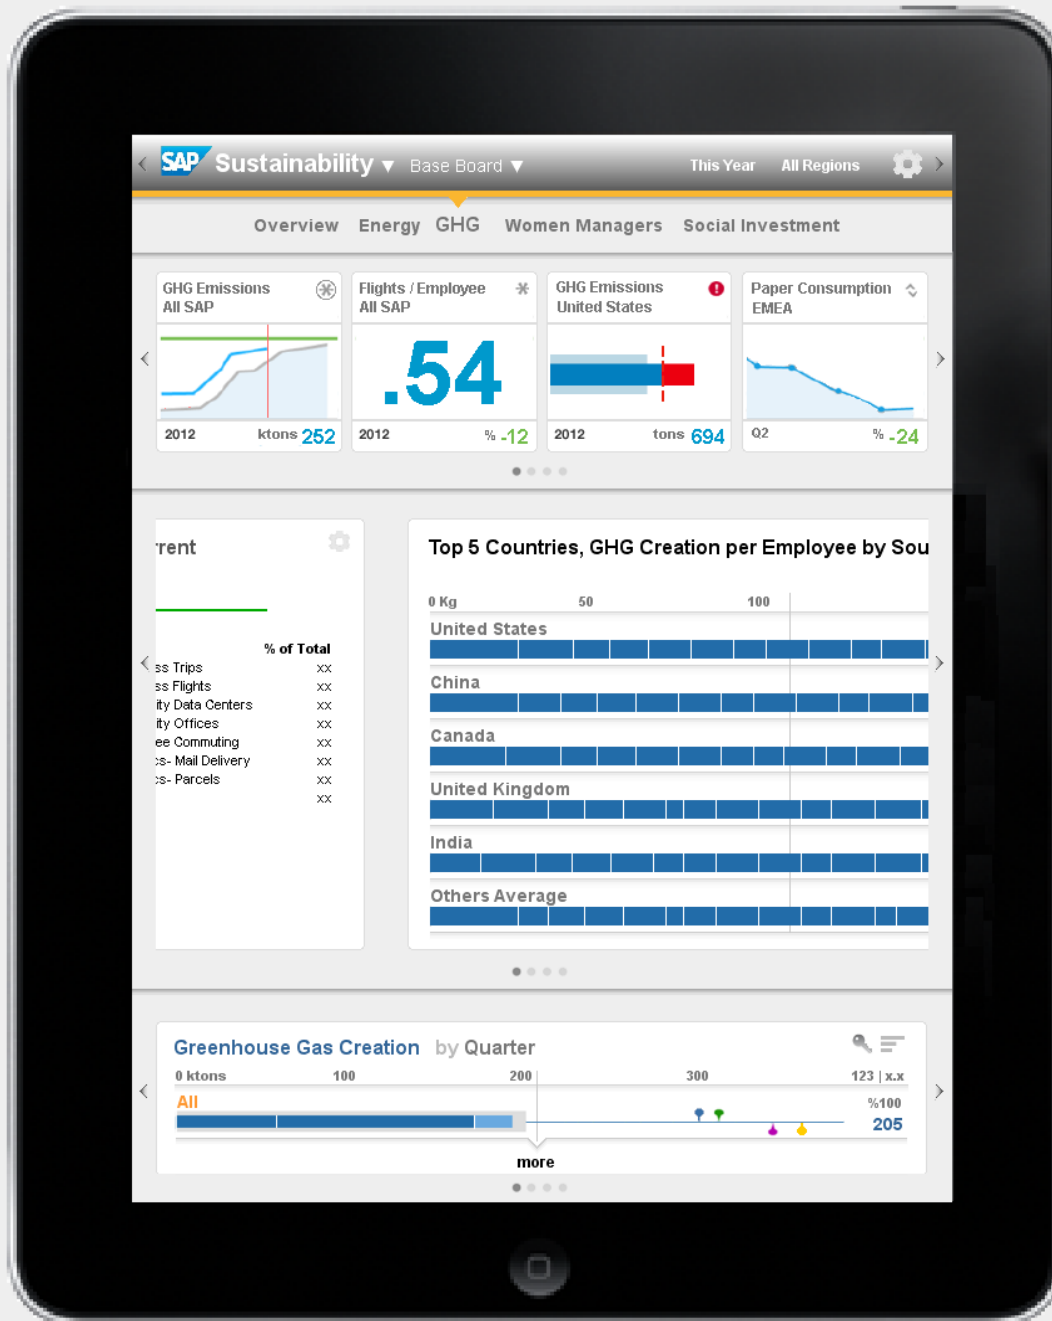 SAP Sustainability ▼ Base Board ▼ This Year All Regions
Overview Energy GHG Women Managers Social Investment
GHG Emissions
All SAP
2012 ktons 252
Flights / Employee
All SAP
.54
2012 % -12
GHG Emissions
United States
2012 tons 694
Paper Consumption
EMEA
Q2 % -24
rrent
% of Total
ss Trips xx
ss Flights xx
ity Data Centers xx
ity Offices xx
ee Commuting xx
cs- Mail Delivery xx
cs- Parcels xx
xx
Top 5 Countries, GHG Creation per Employee by Sou
0 Kg 50 100
United States
China
Canada
United Kingdom
India
Others Average
Greenhouse Gas Creation by Quarter
0 ktons 100 200 300 123 | x.x
All %100
205
more